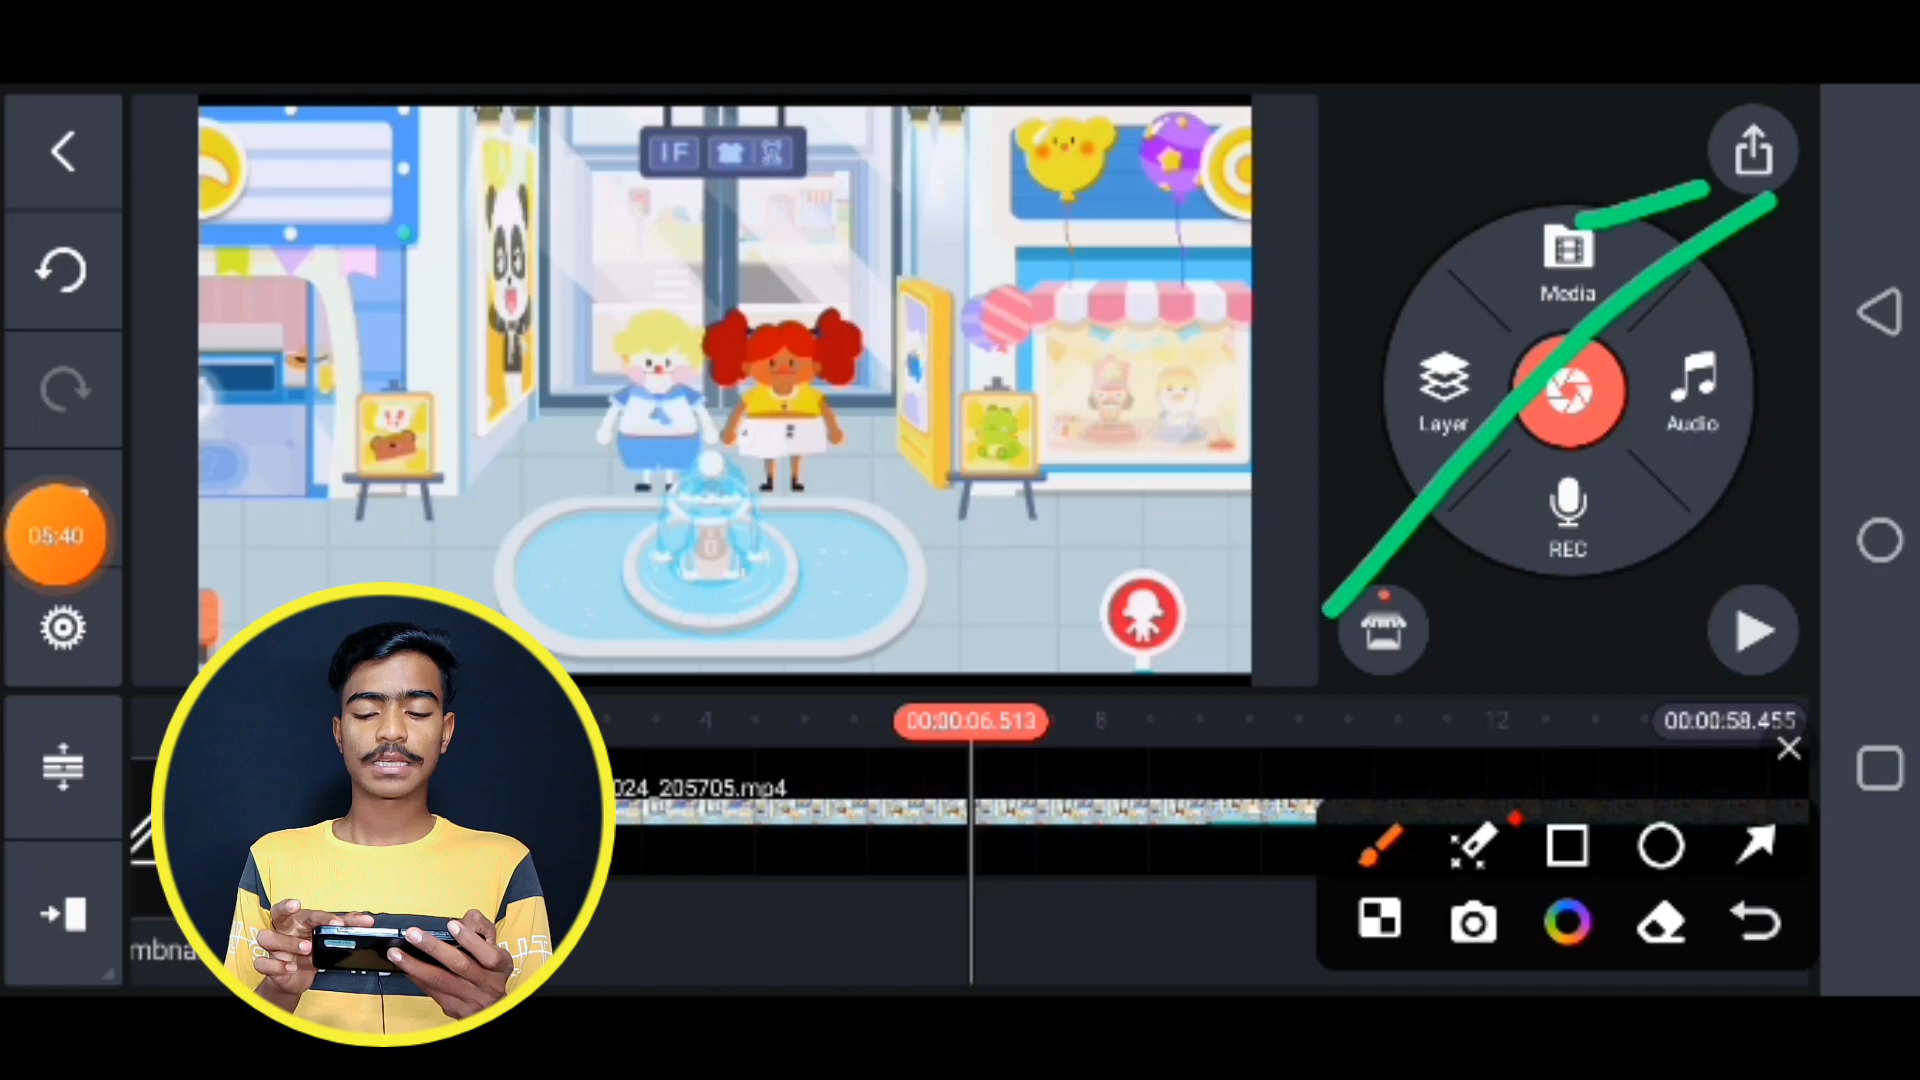 IF
Media
Layer
Audio
REC
05:40
4
00:00:06.513
8
12
00:00:58.455
024_205705.mp4
mbna